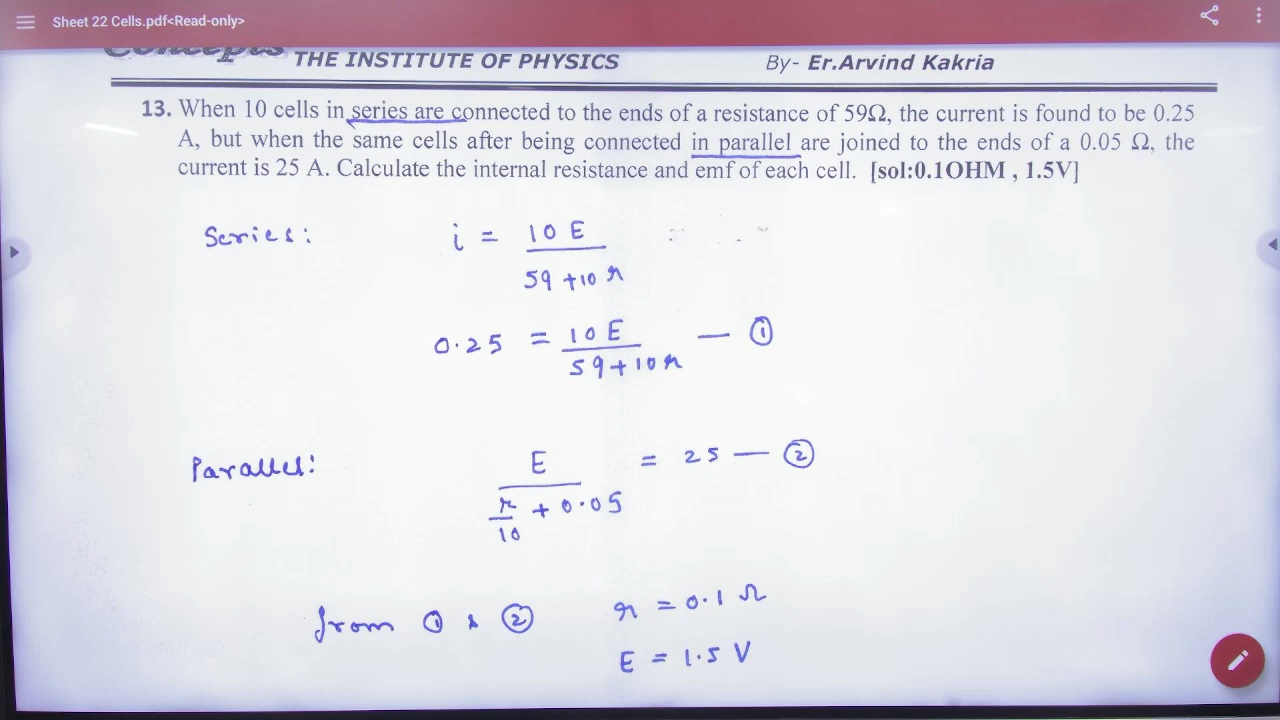 Sheet 22 Cells.pdf<Read-only>
Concepts THE INSTITUTE OF PHYSICS By- Er.Arvind Kakria
13. When 10 cells in series are connected to the ends of a resistance of 59Ω, the current is found to be 0.25
A, but when the same cells after being connected in parallel are joined to the ends of a 0.05 Ω, the
current is 25 A. Calculate the internal resistance and emf of each cell. [sol:0.1OHM , 1.5V]
Series: i = 10 E
59 + 10 r
0.25 = 10 E — ①
59 + 10 r
Parallel: E = 25 — ②
r + 0.05
10
from ① & ② r = 0.1 Ω
E = 1.5 V